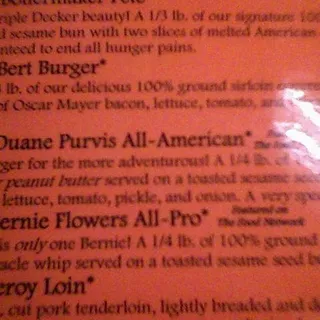 riple Decker beauty! A 1/3 lb. of our signature 100
d sesame bun with two slices of melted American
nteed to end all hunger pains.
Bert Burger*
lb. of our delicious 100% ground sirloin
of Oscar Mayer bacon, lettuce, tomato, and
Duane Purvis All-American*
rger for the more adventurous! A 1/4 lb. of
r peanut butter served on a toasted sesame seed
lettuce, tomato, pickle, and onion. A very spec
ernie Flowers All-Pro* Featured on
The Food Network
is only one Bernie! A 1/4 lb. of 100% ground
acle whip served on a toasted sesame seed bu
eroy Loin*
, cut pork tenderloin, lightly breaded and d